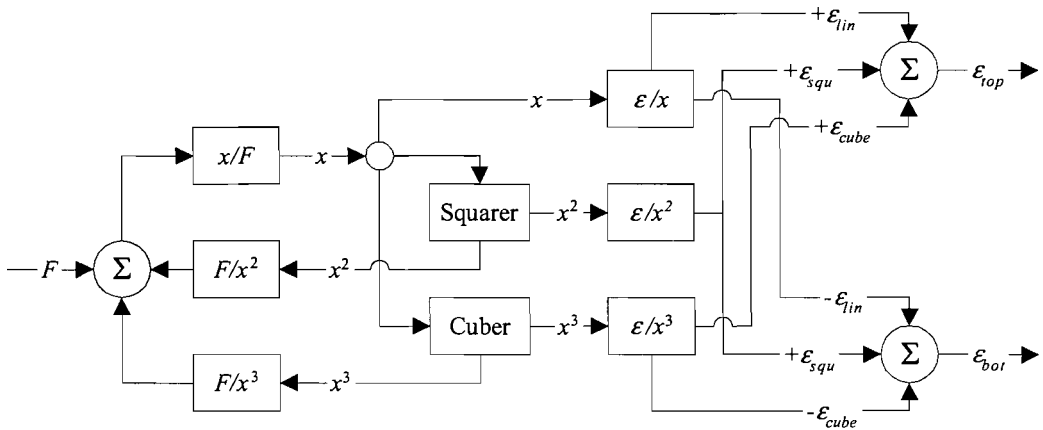 +ε_lin
+ε_squ
Σ
ε_top
x
ε/x
+ε_cube
x/F
x
Squarer
x²
ε/x²
F
Σ
F/x²
x²
-ε_lin
Cuber
x³
ε/x³
+ε_squ
Σ
ε_bot
F/x³
x³
-ε_cube